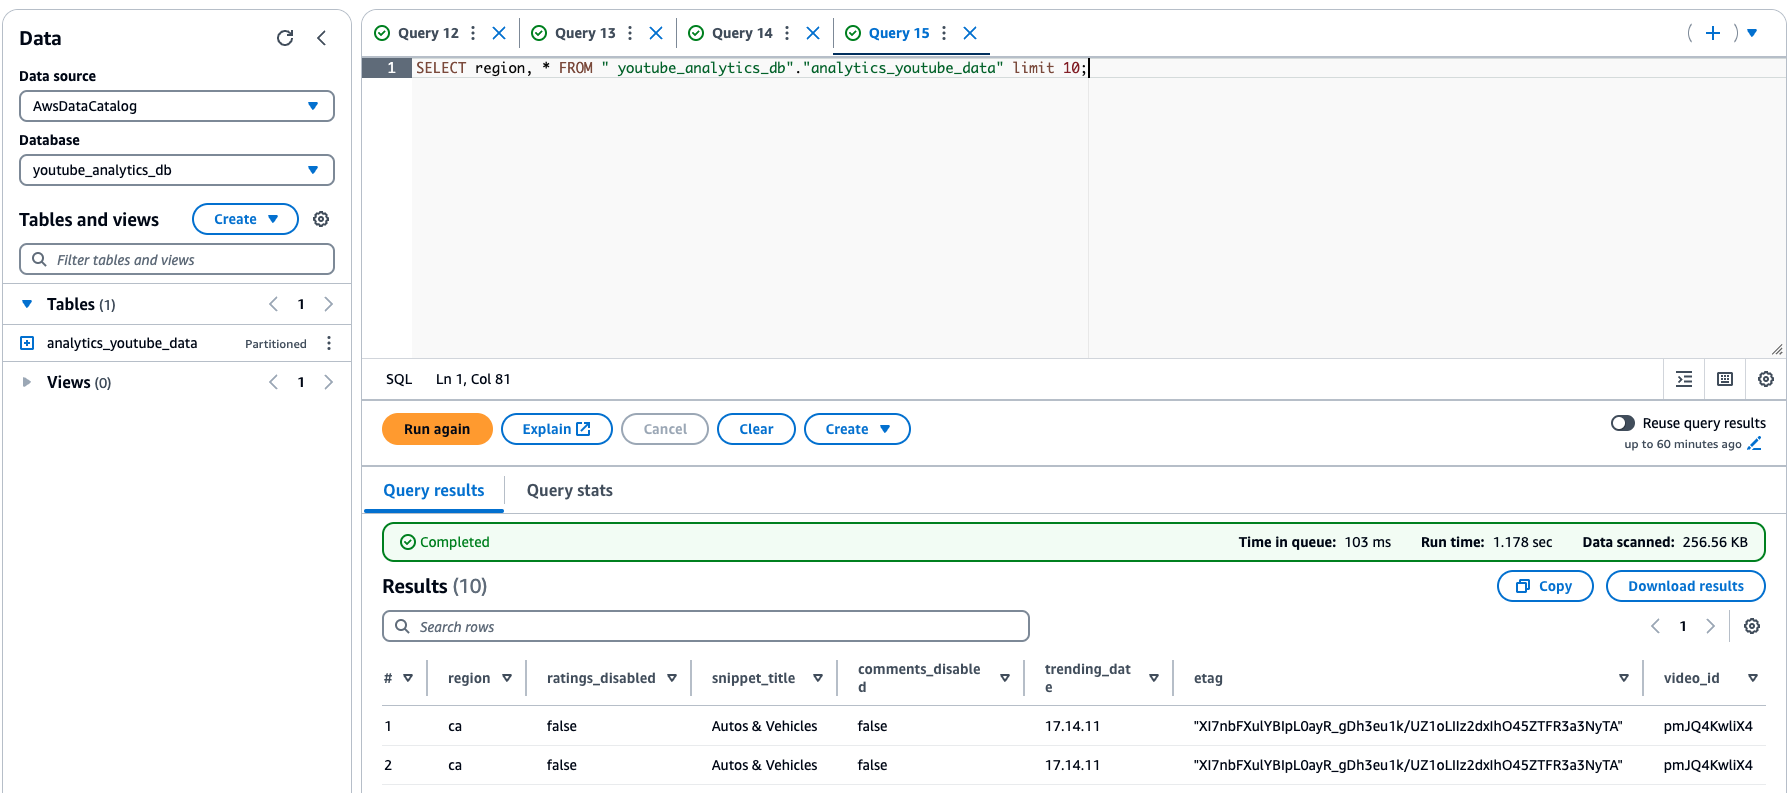 Data
Data source
AwsDataCatalog
Database
youtube_analytics_db
Tables and views
Create
Filter tables and views
Tables (1)
1
analytics_youtube_data Partitioned
Views (0)
1
Query 12
Query 13
Query 14
Query 15
1 SELECT region, * FROM " youtube_analytics_db"."analytics_youtube_data" limit 10;
SQL Ln 1, Col 81
Run again
Explain
Cancel
Clear
Create
Reuse query results
up to 60 minutes ago
Query results
Query stats
Completed
Time in queue: 103 ms Run time: 1.178 sec Data scanned: 256.56 KB
Results (10)
Copy
Download results
Search rows
1
# region ratings_disabled snippet_title comments_disable
d trending_dat
e etag video_id
1 ca false Autos & Vehicles false 17.14.11 "XI7nbFXulYBIpL0ayR_gDh3eu1k/UZ1oLIIz2dxIhO45ZTFR3a3NyTA" pmJQ4KwliX4
2 ca false Autos & Vehicles false 17.14.11 "XI7nbFXulYBIpL0ayR_gDh3eu1k/UZ1oLIIz2dxIhO45ZTFR3a3NyTA" pmJQ4KwliX4